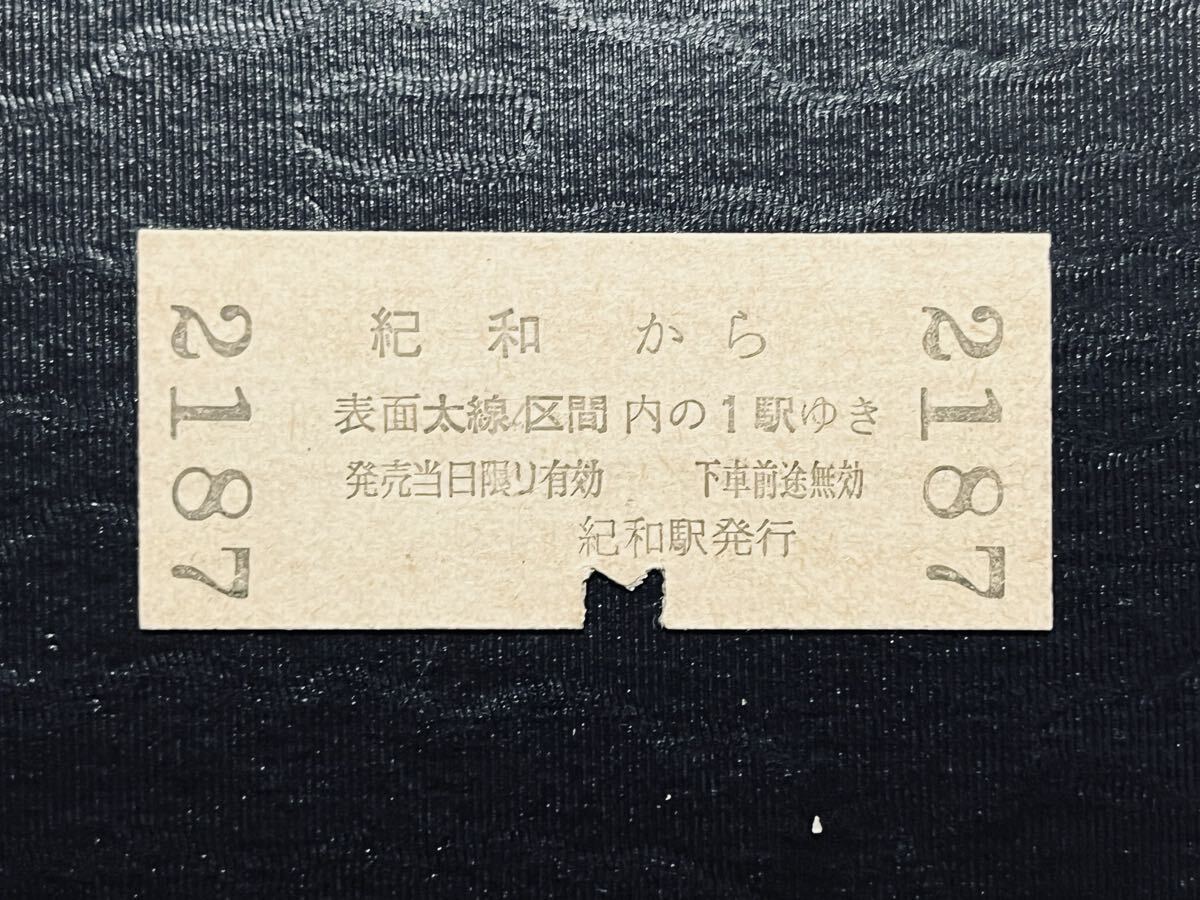 2187
紀和 から
表面太線区間内の1駅ゆき
発売当日限り有効 下車前途無効
紀和駅発行
2187